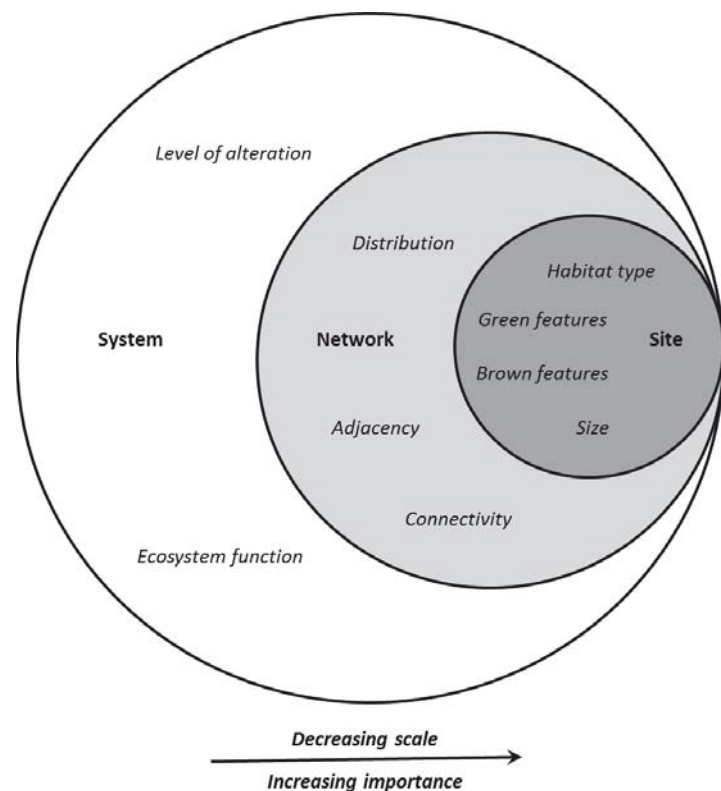 Level of alteration
Distribution
Habitat type
Green features
System
Network
Site
Brown features
Adjacency
Size
Connectivity
Ecosystem function
Decreasing scale
Increasing importance